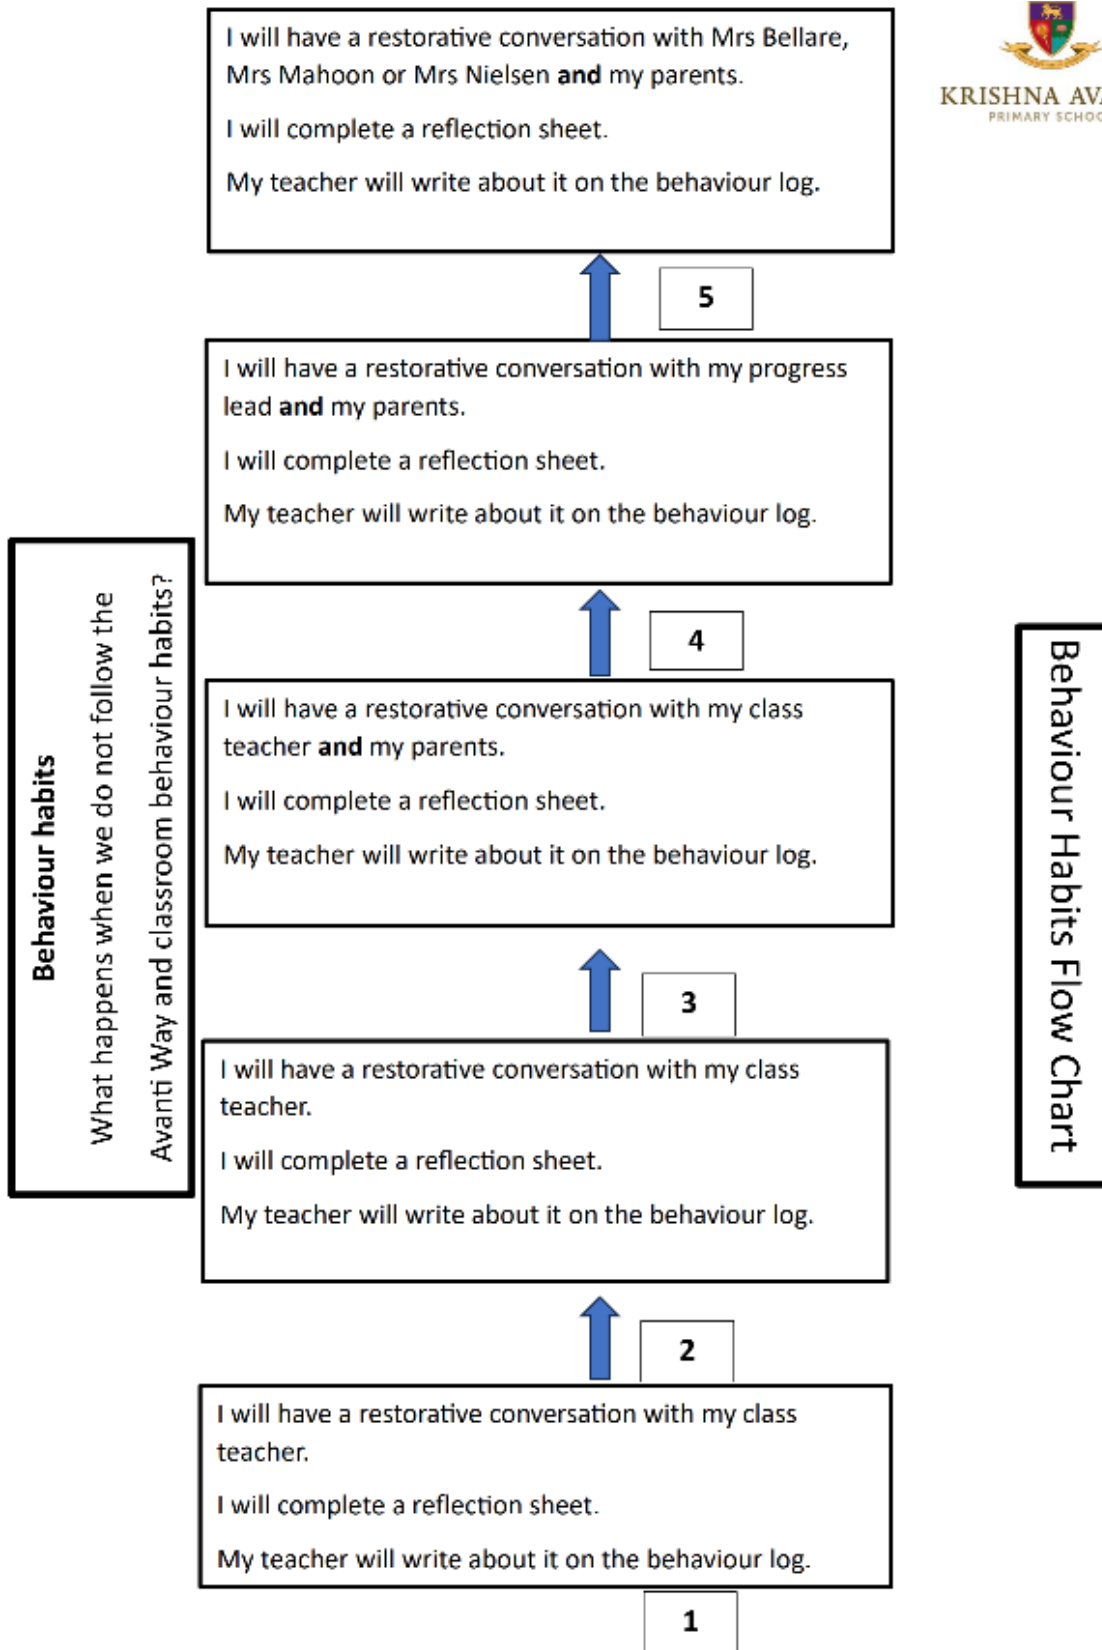 I will have a restorative conversation with Mrs Bellare,
Mrs Mahoon or Mrs Nielsen and my parents.
I will complete a reflection sheet.
My teacher will write about it on the behaviour log.
KRISHNA AVA
PRIMARY SCHOO
5
I will have a restorative conversation with my progress
lead and my parents.
I will complete a reflection sheet.
My teacher will write about it on the behaviour log.
4
I will have a restorative conversation with my class
teacher and my parents.
I will complete a reflection sheet.
My teacher will write about it on the behaviour log.
3
I will have a restorative conversation with my class
teacher.
I will complete a reflection sheet.
My teacher will write about it on the behaviour log.
2
I will have a restorative conversation with my class
teacher.
I will complete a reflection sheet.
My teacher will write about it on the behaviour log.
1
Behaviour habits
What happens when we do not follow the
Avanti Way and classroom behaviour habits?
Behaviour Habits Flow Chart